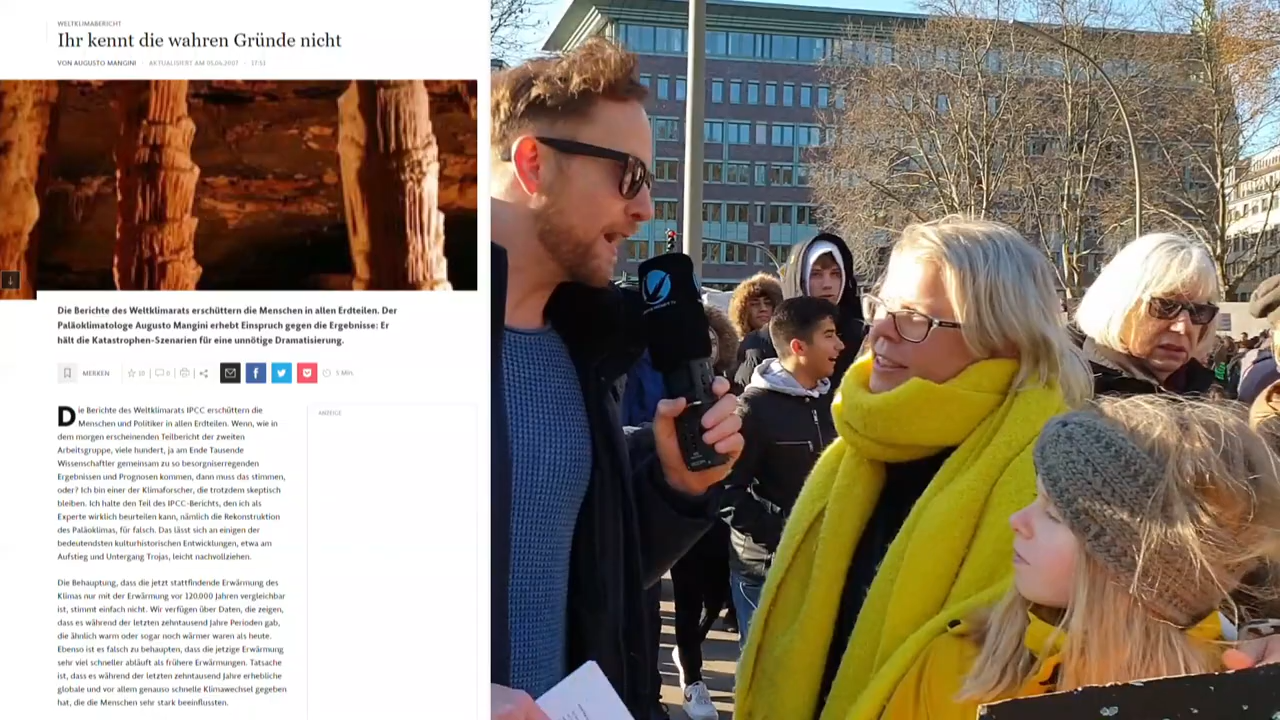 WELTKLIMABERICHT
Ihr kennt die wahren Gründe nicht
VON AUGUSTO MANGINI · AKTUALISIERT AM 05.04.2007 · 17:51
Die Berichte des Weltklimarats erschüttern die Menschen in allen Erdteilen. Der
Paläoklimatologe Augusto Mangini erhebt Einspruch gegen die Ergebnisse: Er
hält die Katastrophen-Szenarien für eine unnötige Dramatisierung.
MERKEN 10 0 5 Min.
Die Berichte des Weltklimarats IPCC erschüttern die
Menschen und Politiker in allen Erdteilen. Wenn, wie in
dem morgen erscheinenden Teilbericht der zweiten
Arbeitsgruppe, viele hundert, ja am Ende Tausende
Wissenschaftler gemeinsam zu so besorgniserregenden
Ergebnissen und Prognosen kommen, dann muss das stimmen,
oder? Ich bin einer der Klimaforscher, die trotzdem skeptisch
bleiben. Ich halte den Teil des IPCC-Berichts, den ich als
Experte wirklich beurteilen kann, nämlich die Rekonstruktion
des Paläoklimas, für falsch. Das lässt sich an einigen der
bedeutendsten kulturhistorischen Entwicklungen, etwa am
Aufstieg und Untergang Trojas, leicht nachvollziehen.
ANZEIGE
Die Behauptung, dass die jetzt stattfindende Erwärmung des
Klimas nur mit der Erwärmung vor 120.000 Jahren vergleichbar
ist, stimmt einfach nicht. Wir verfügen über Daten, die zeigen,
dass es während der letzten zehntausend Jahre Perioden gab,
die ähnlich warm oder sogar noch wärmer waren als heute.
Ebenso ist es falsch zu behaupten, dass die jetzige Erwärmung
sehr viel schneller abläuft als frühere Erwärmungen. Tatsache
ist, dass es während der letzten zehntausend Jahre erhebliche
globale und vor allem genauso schnelle Klimawechsel gegeben
hat, die die Menschen sehr stark beeinflussten.